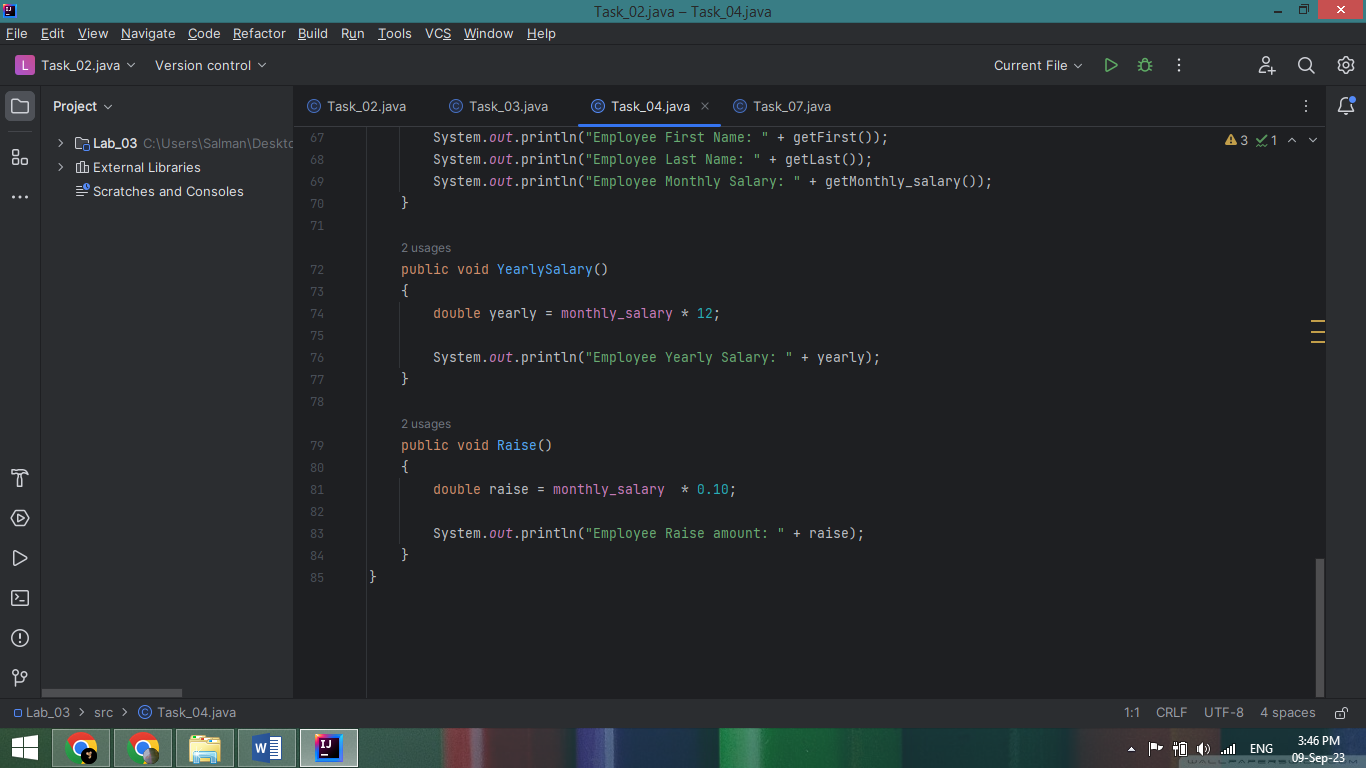 Task_02.java – Task_04.java
File Edit View Navigate Code Refactor Build Run Tools VCS Window Help
L Task_02.java Version control Current File
Project
Task_02.java Task_03.java Task_04.java Task_07.java
Lab_03 C:\Users\Salman\Deskto
External Libraries
Scratches and Consoles
3 1
67 System.out.println("Employee First Name: " + getFirst());
68 System.out.println("Employee Last Name: " + getLast());
69 System.out.println("Employee Monthly Salary: " + getMonthly_salary());
70 }
71
2 usages
72 public void YearlySalary()
73 {
74 double yearly = monthly_salary * 12;
75
76 System.out.println("Employee Yearly Salary: " + yearly);
77 }
78
2 usages
79 public void Raise()
80 {
81 double raise = monthly_salary  * 0.10;
82
83 System.out.println("Employee Raise amount: " + raise);
84 }
85 }
Lab_03 > src > Task_04.java 1:1 CRLF UTF-8 4 spaces
ENG
3:46 PM
09-Sep-23